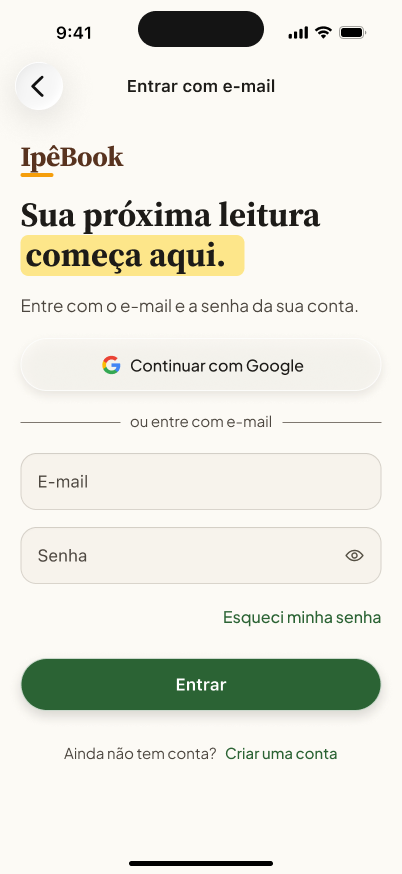 9:41
Entrar com e-mail
IpêBook
Sua próxima leitura
começa aqui.
Entre com o e-mail e a senha da sua conta.
Continuar com Google
ou entre com e-mail
E-mail
Senha
Esqueci minha senha
Entrar
Ainda não tem conta? Criar uma conta